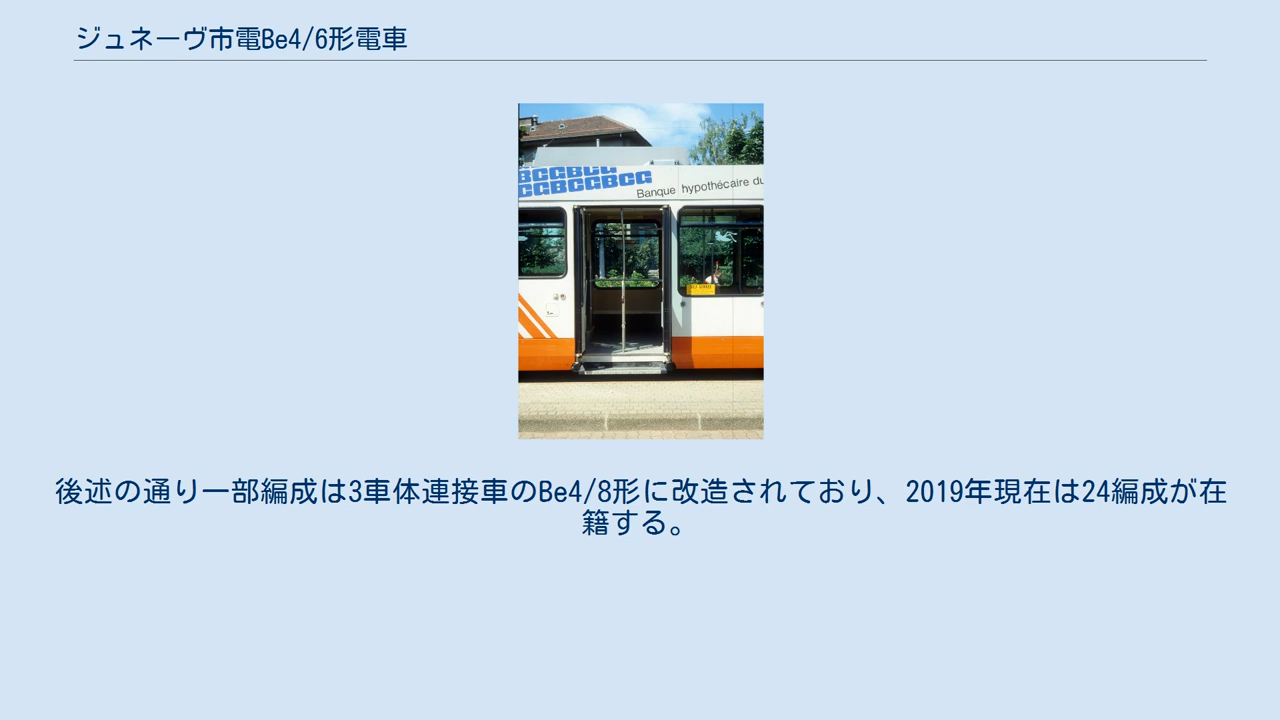 ジュネーヴ市電Be4/6形電車
BCGBCG
CGBCGBCG
Banque hypothécaire du
後述の通り一部編成は3車体連接車のBe4/8形に改造されており、2019年現在は24編成が在
籍する。